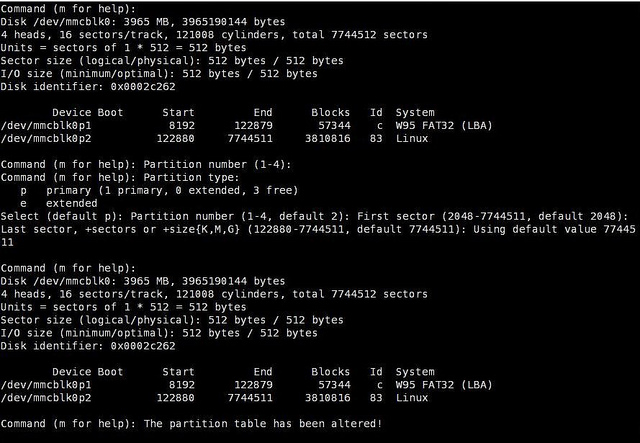 Command (m for help):
Disk /dev/mmcblk0: 3965 MB, 3965190144 bytes
4 heads, 16 sectors/track, 121008 cylinders, total 7744512 sectors
Units = sectors of 1 * 512 = 512 bytes
Sector size (logical/physical): 512 bytes / 512 bytes
I/O size (minimum/optimal): 512 bytes / 512 bytes
Disk identifier: 0x0002c262
Device Boot Start End Blocks Id System
/dev/mmcblk0p1 8192 122879 57344 c W95 FAT32 (LBA)
/dev/mmcblk0p2 122880 7744511 3810816 83 Linux
Command (m for help): Partition number (1-4):
Command (m for help): Partition type:
p primary (1 primary, 0 extended, 3 free)
e extended
Select (default p): Partition number (1-4, default 2): First sector (2048-7744511, default 2048):
Last sector, +sectors or +size{K,M,G} (122880-7744511, default 7744511): Using default value 77445
11
Command (m for help):
Disk /dev/mmcblk0: 3965 MB, 3965190144 bytes
4 heads, 16 sectors/track, 121008 cylinders, total 7744512 sectors
Units = sectors of 1 * 512 = 512 bytes
Sector size (logical/physical): 512 bytes / 512 bytes
I/O size (minimum/optimal): 512 bytes / 512 bytes
Disk identifier: 0x0002c262
Device Boot Start End Blocks Id System
/dev/mmcblk0p1 8192 122879 57344 c W95 FAT32 (LBA)
/dev/mmcblk0p2 122880 7744511 3810816 83 Linux
Command (m for help): The partition table has been altered!